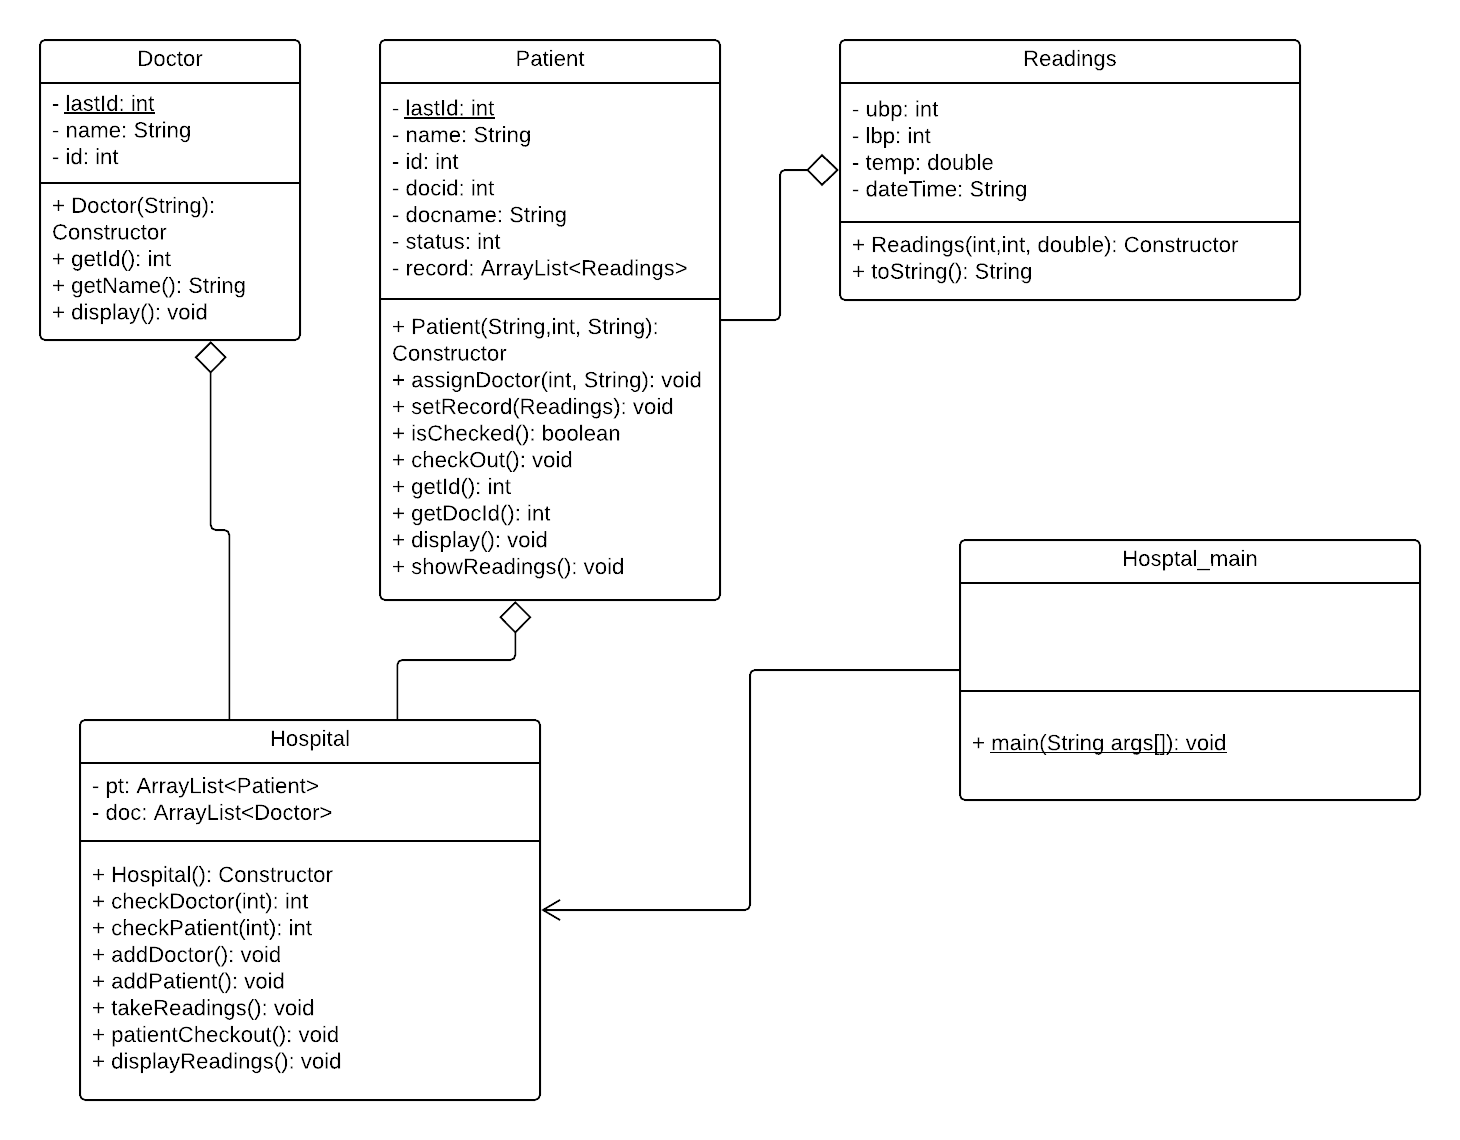 Doctor
- lastId: int
- name: String
- id: int
+ Doctor(String):
Constructor
+ getId(): int
+ getName(): String
+ display(): void
Patient
- lastId: int
- name: String
- id: int
- docid: int
- docname: String
- status: int
- record: ArrayList<Readings>
+ Patient(String,int, String):
Constructor
+ assignDoctor(int, String): void
+ setRecord(Readings): void
+ isChecked(): boolean
+ checkOut(): void
+ getId(): int
+ getDocId(): int
+ display(): void
+ showReadings(): void
Readings
- ubp: int
- lbp: int
- temp: double
- dateTime: String
+ Readings(int,int, double): Constructor
+ toString(): String
Hosptal_main
+ main(String args[]): void
Hospital
- pt: ArrayList<Patient>
- doc: ArrayList<Doctor>
+ Hospital(): Constructor
+ checkDoctor(int): int
+ checkPatient(int): int
+ addDoctor(): void
+ addPatient(): void
+ takeReadings(): void
+ patientCheckout(): void
+ displayReadings(): void